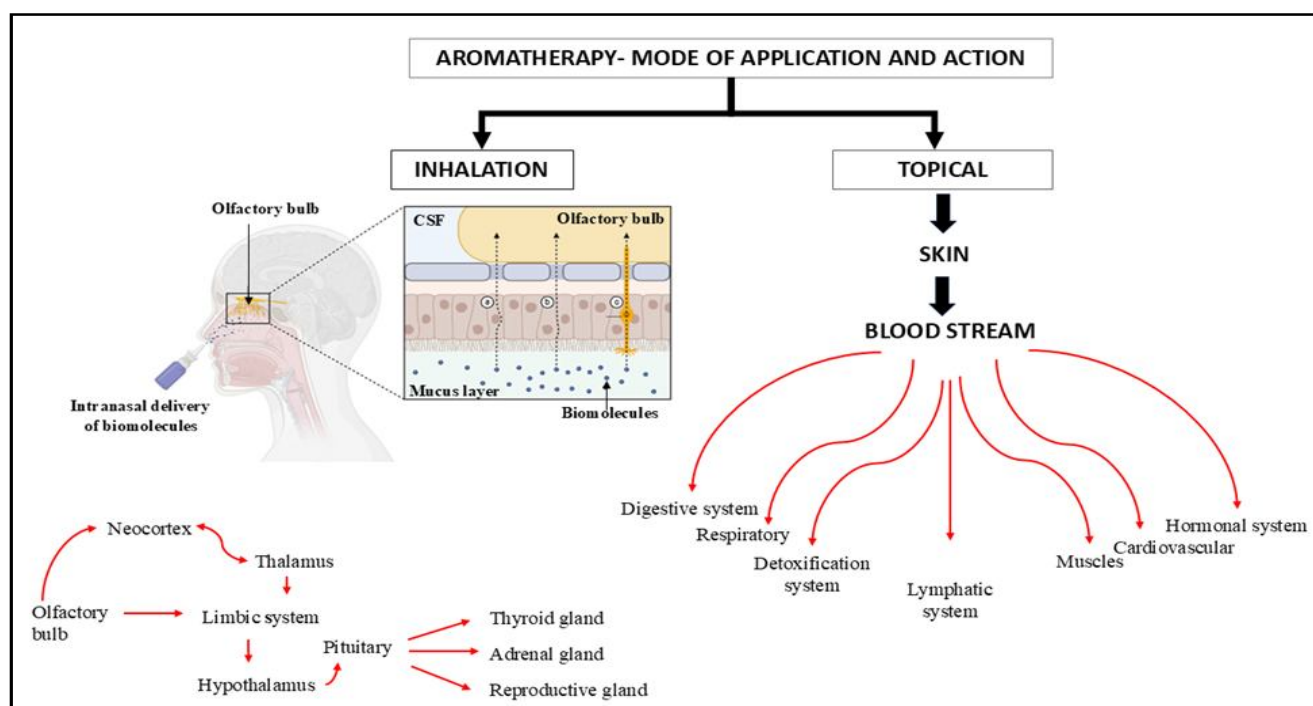 AROMATHERAPY- MODE OF APPLICATION AND ACTION
INHALATION
TOPICAL
Olfactory bulb
CSF
Olfactory bulb
a
b
c
Mucus layer
Biomolecules
Intranasal delivery
of biomolecules
SKIN
BLOOD STREAM
Digestive system
Respiratory
Detoxification
system
Lymphatic
system
Muscles
Cardiovascular
Hormonal system
Neocortex
Thalamus
Olfactory
bulb
Limbic system
Hypothalamus
Pituitary
Thyroid gland
Adrenal gland
Reproductive gland